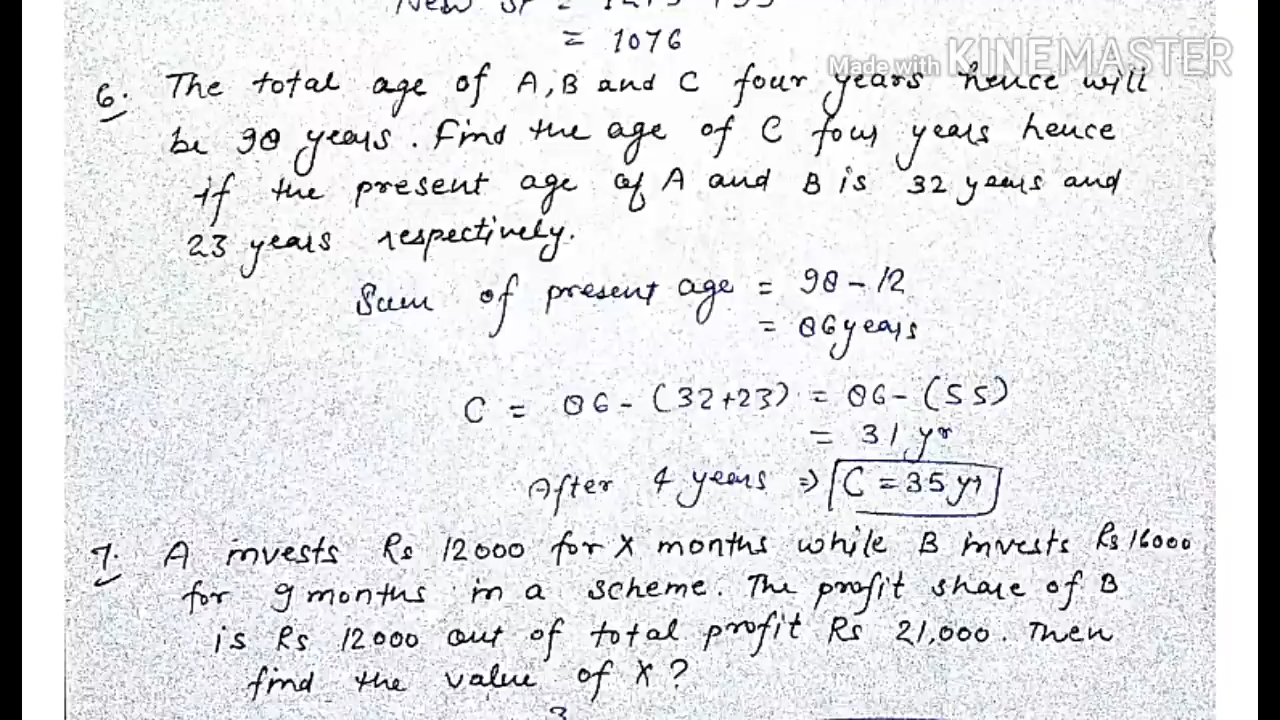 New SP =
= 1076
Made with KINEMASTER
6. The total age of A, B and C four years hence will
be 98 years. Find the age of C four years hence
if the present age of A and B is 32 years and
23 years respectively.
Sum of present age = 98 - 12
= 86 years
C = 86 - (32+23) = 86 - (55)
= 31 yr
After 4 years ⇒ C = 35 yr
7. A invests Rs 12000 for X months while B invests Rs 16000
for 9 months in a scheme. The profit share of B
is Rs 12000 out of total profit Rs 21,000. Then
find the value of X?